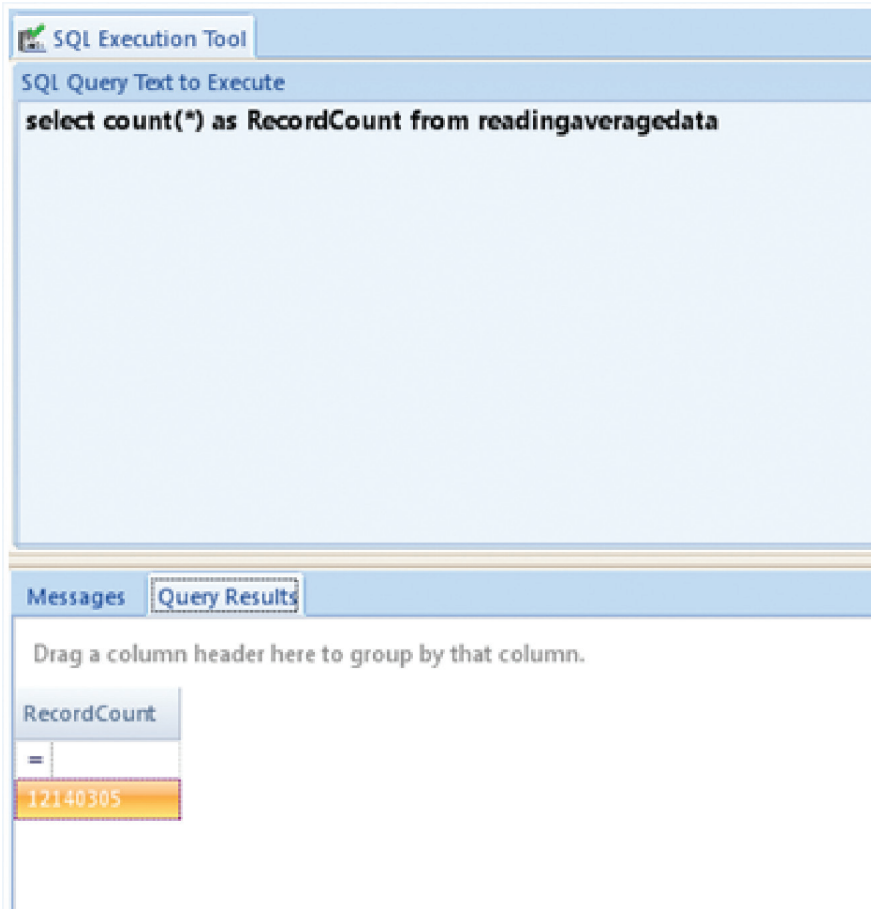 SQL Execution Tool
SQL Query Text to Execute
select count(*) as RecordCount from readingaveragedata
Messages Query Results
Drag a column header here to group by that column.
RecordCount
=
12140305